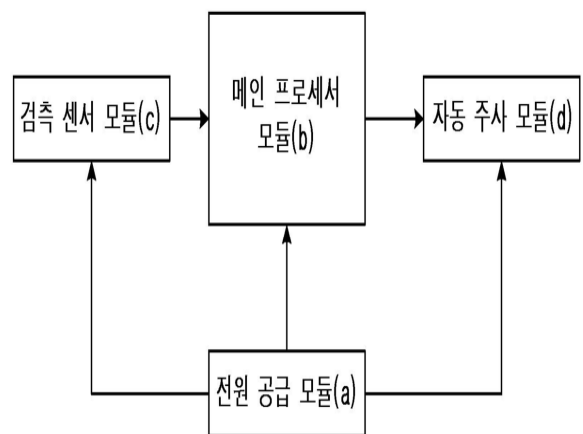 검측 센서 모듈(c)
메인 프로세서
모듈(b)
자동 주사 모듈(d)
전원 공급 모듈(a)